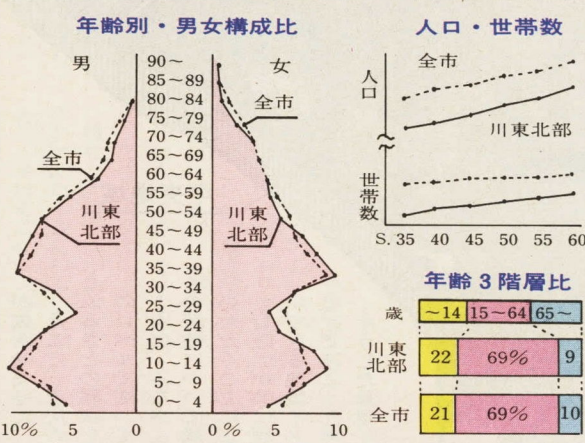 年齢別・男女構成比
男
女
90～
85～89
80～84
75～79
70～74
65～69
60～64
55～59
50～54
45～49
40～44
35～39
30～34
25～29
20～24
15～19
10～14
5～ 9
0～ 4
全市
川東
北部
全市
川東
北部
10% 5 0 0% 5 10
人口・世帯数
人口
全市
川東北部
世帯数
S. 35 40 45 50 55 60
年齢3階層比
歳 ～14 15～64 65～
川東
北部
22 69% 9
全市 21 69% 10